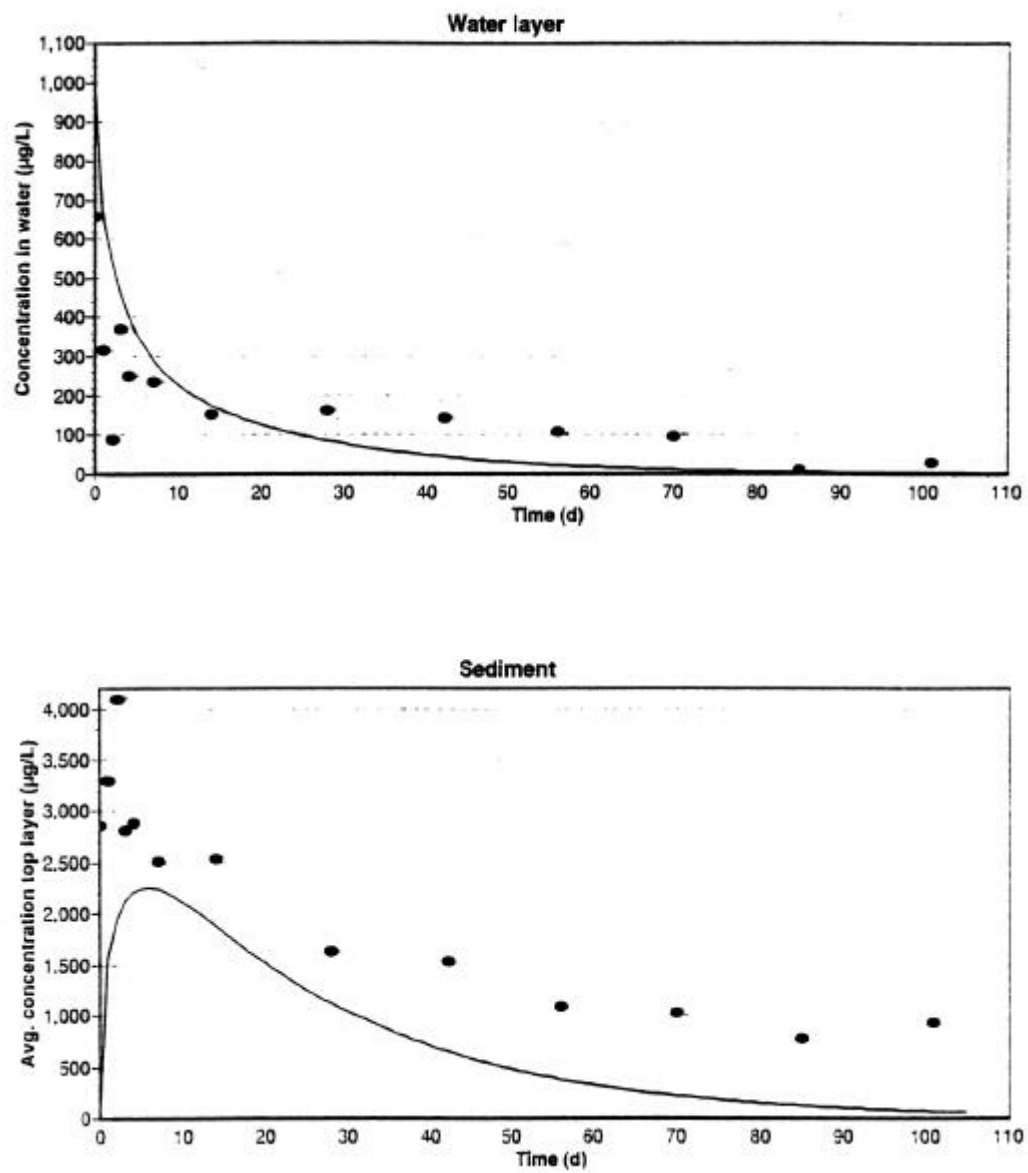 Water layer
1,100
1,000
900
800
700
600
500
400
300
200
100
0
Concentration in water (µg/L)
0 10 20 30 40 50 60 70 80 90 100 110
Time (d)
Sediment
4,000
3,500
3,000
2,500
2,000
1,500
1,000
500
0
Avg. concentration top layer (µg/L)
0 10 20 30 40 50 60 70 80 90 100 110
Time (d)